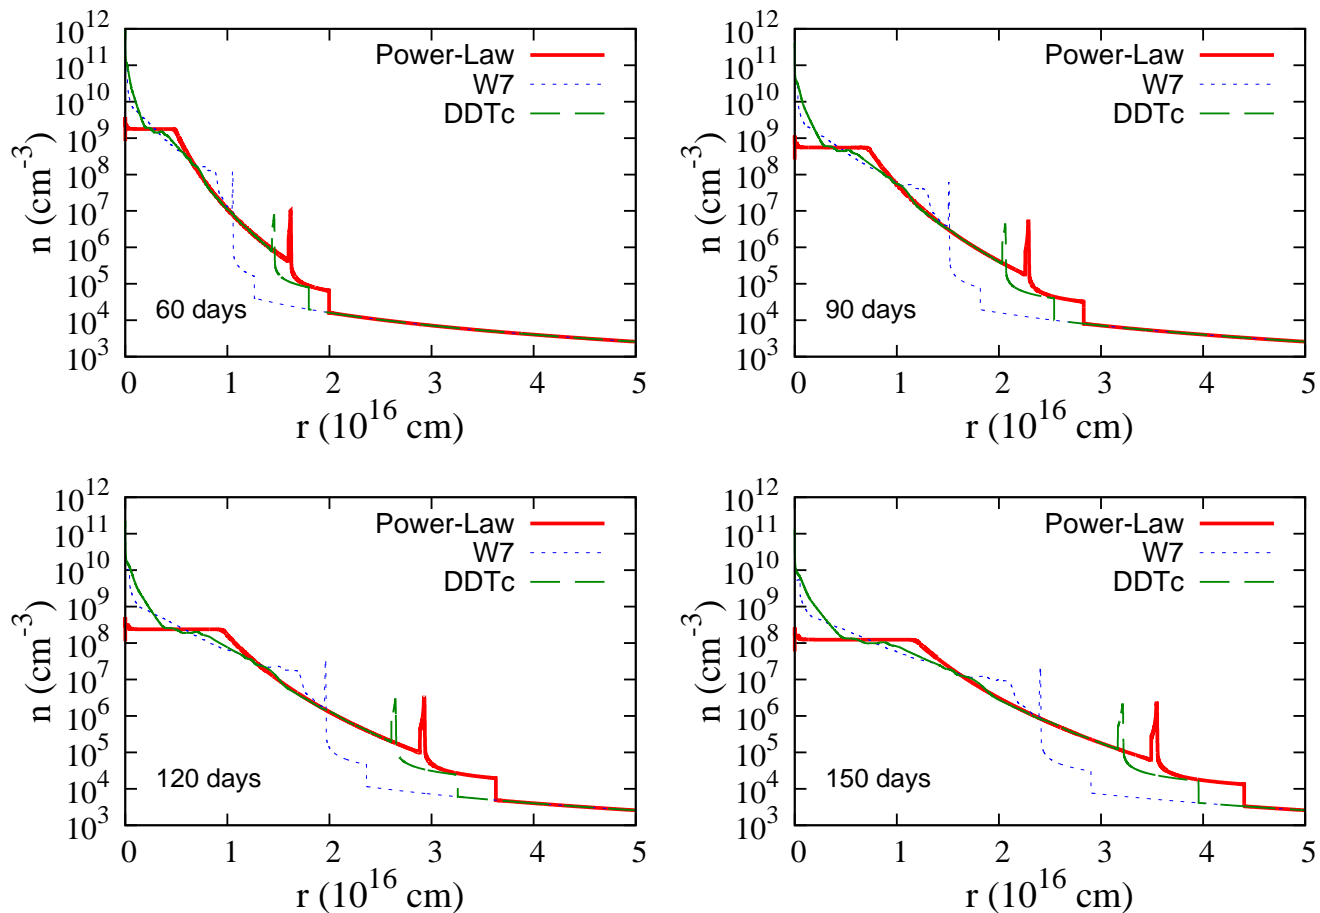 10^12
10^11
10^10
10^9
10^8
10^7
10^6
10^5
10^4
10^3
n (cm^-3)
Power-Law
W7
DDTc
60 days
0 1 2 3 4 5
r (10^16 cm)
10^12
10^11
10^10
10^9
10^8
10^7
10^6
10^5
10^4
10^3
n (cm^-3)
Power-Law
W7
DDTc
90 days
0 1 2 3 4 5
r (10^16 cm)
10^12
10^11
10^10
10^9
10^8
10^7
10^6
10^5
10^4
10^3
n (cm^-3)
Power-Law
W7
DDTc
120 days
0 1 2 3 4 5
r (10^16 cm)
10^12
10^11
10^10
10^9
10^8
10^7
10^6
10^5
10^4
10^3
n (cm^-3)
Power-Law
W7
DDTc
150 days
0 1 2 3 4 5
r (10^16 cm)